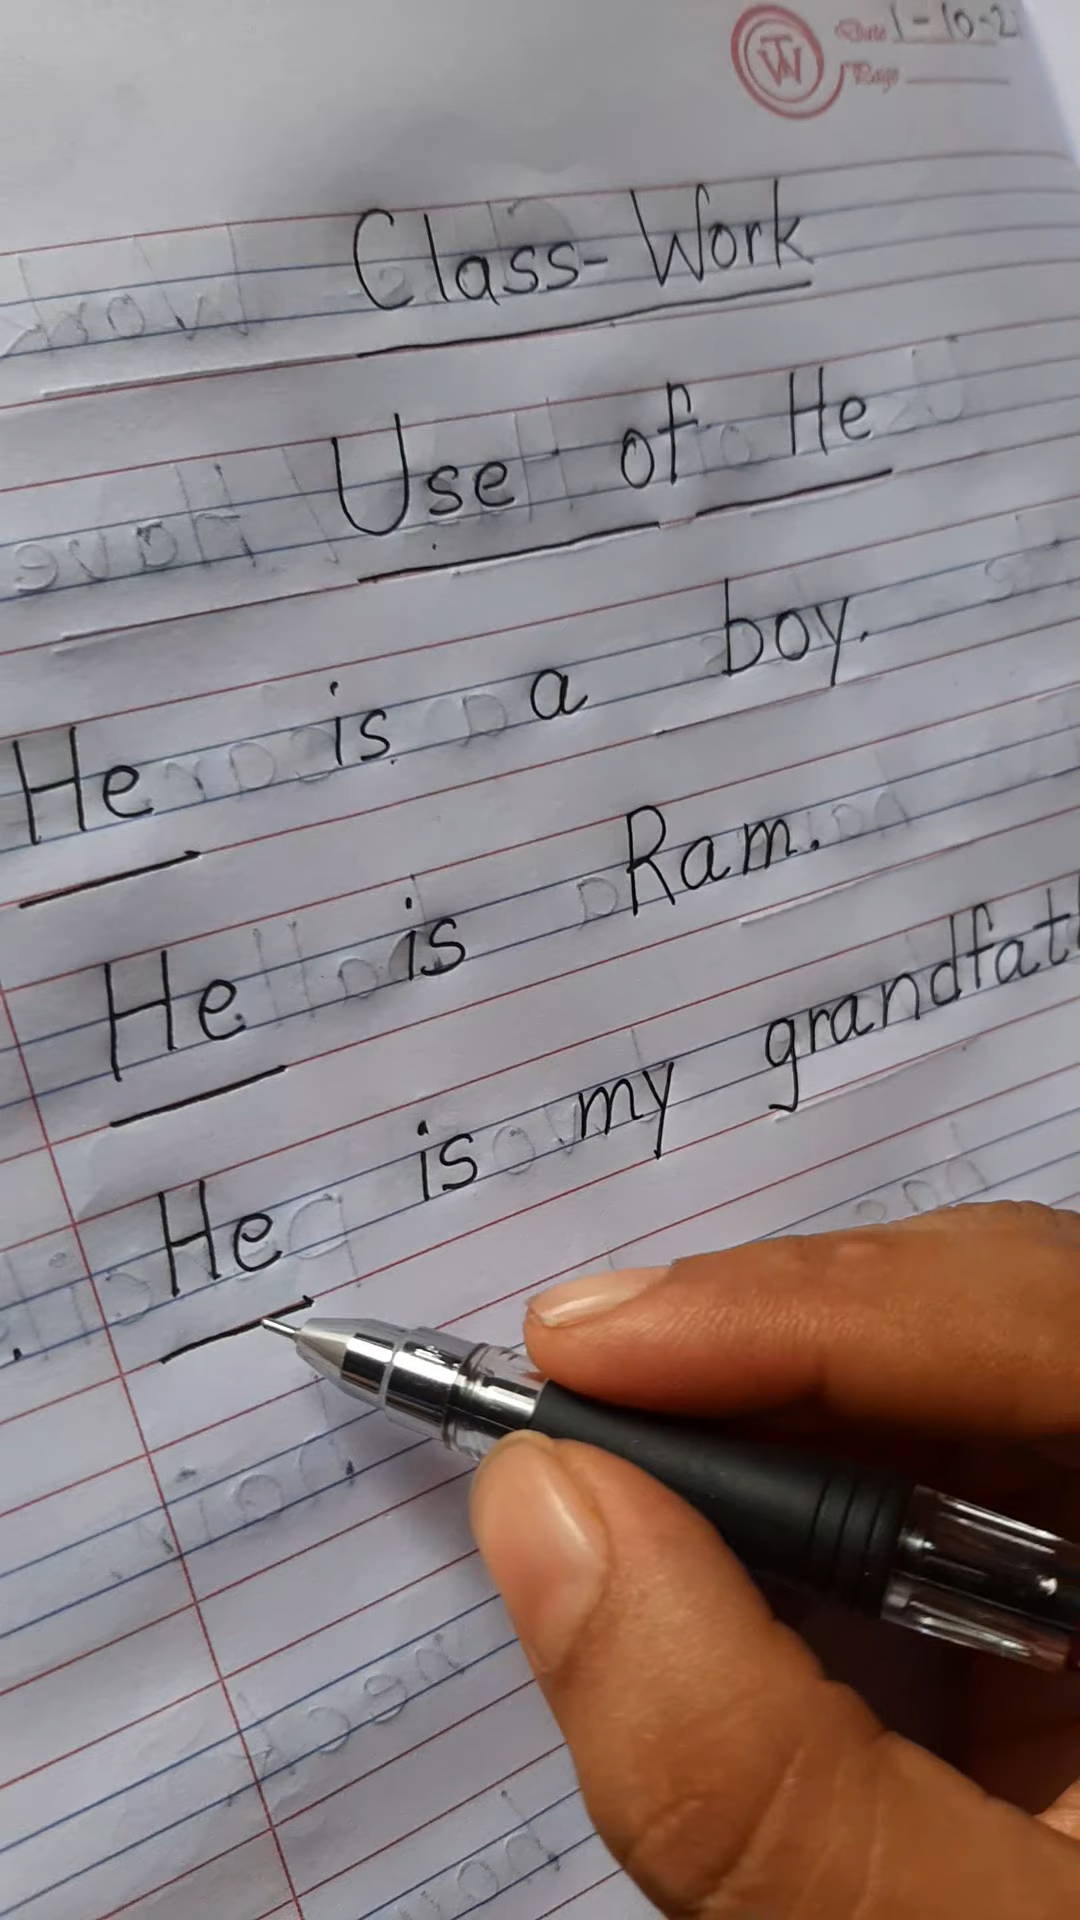 Date 1-10-2
Page
Class-Work
Use of He
He is a boy.
He is Ram.
He is my grandfath